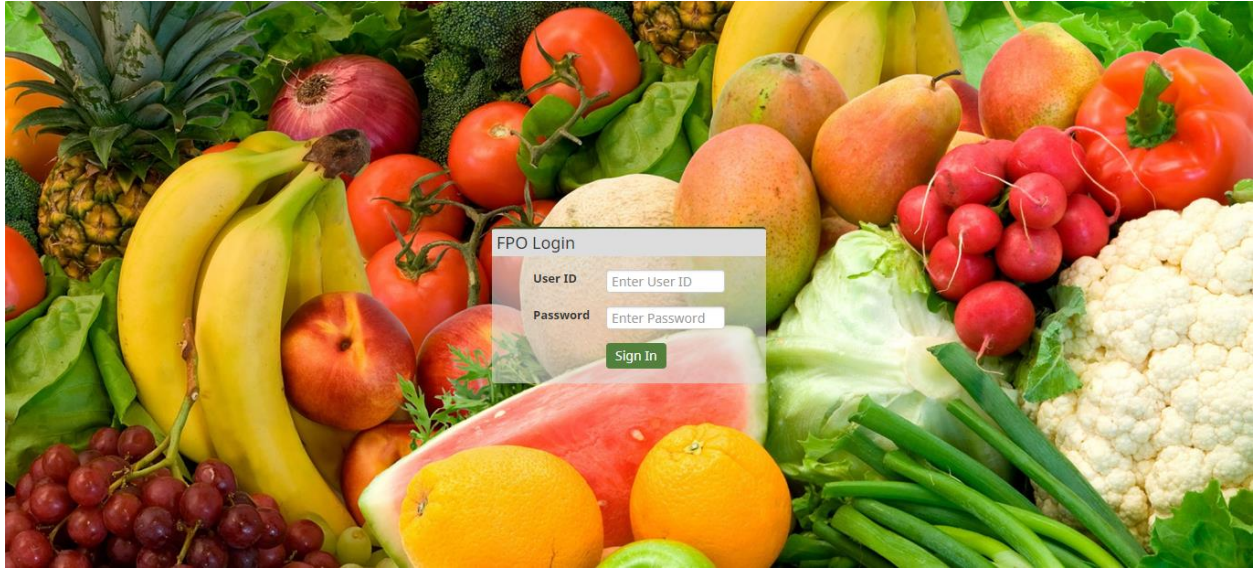 FPO Login
User ID Enter User ID
Password Enter Password
Sign In